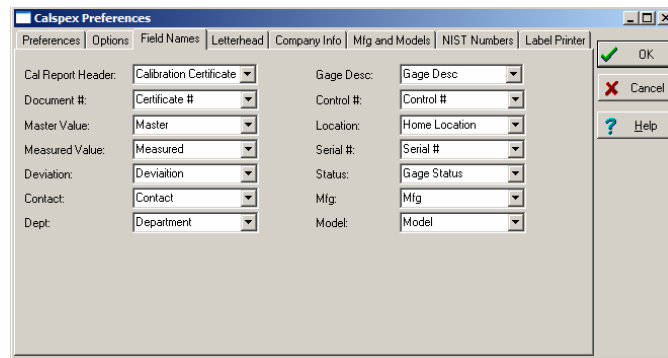 Calspex Preferences
Preferences Options Field Names Letterhead Company Info Mfg and Models NIST Numbers Label Printer
OK
Cancel
Help
Cal Report Header: Calibration Certificate Gage Desc: Gage Desc
Document #: Certificate # Control #: Control #
Master Value: Master Location: Home Location
Measured Value: Measured Serial #: Serial #
Deviation: Deviaition Status: Gage Status
Contact: Contact Mfg: Mfg
Dept: Department Model: Model